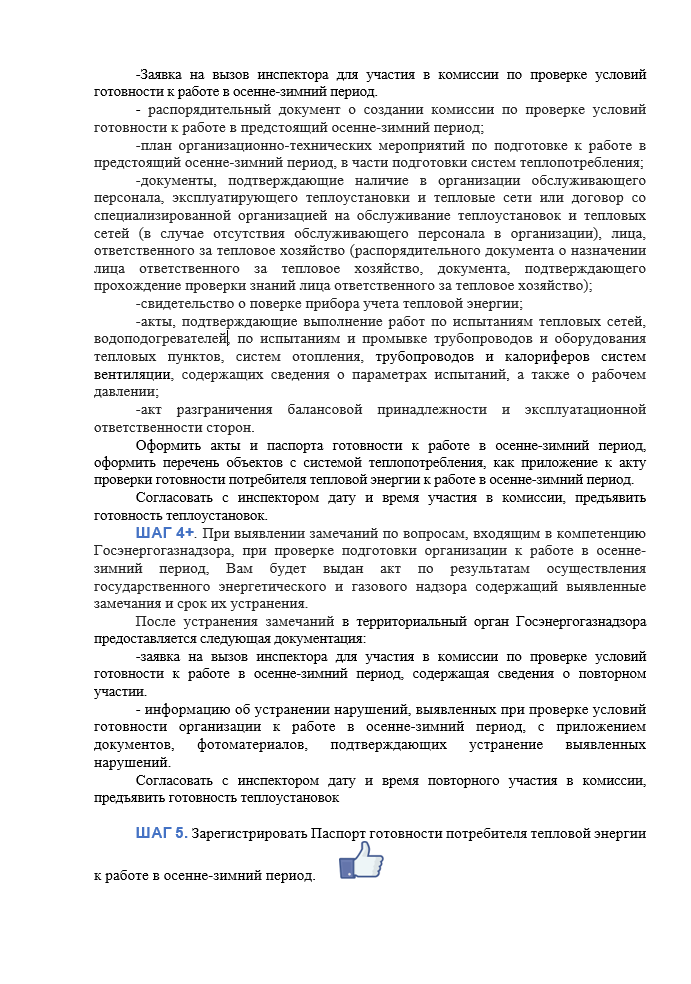 -Заявка на вызов инспектора для участия в комиссии по проверке условий
готовности к работе в осенне-зимний период.
- распорядительный документ о создании комиссии по проверке условий
готовности к работе в предстоящий осенне-зимний период;
-план организационно-технических мероприятий по подготовке к работе в
предстоящий осенне-зимний период, в части подготовки систем теплопотребления;
-документы, подтверждающие наличие в организации обслуживающего
персонала, эксплуатирующего теплоустановки и тепловые сети или договор со
специализированной организацией на обслуживание теплоустановок и тепловых
сетей (в случае отсутствия обслуживающего персонала в организации), лица,
ответственного за тепловое хозяйство (распорядительного документа о назначении
лица ответственного за тепловое хозяйство, документа, подтверждающего
прохождение проверки знаний лица ответственного за тепловое хозяйство);
-свидетельство о поверке прибора учета тепловой энергии;
-акты, подтверждающие выполнение работ по испытаниям тепловых сетей,
водоподогревателей, по испытаниям и промывке трубопроводов и оборудования
тепловых пунктов, систем отопления, трубопроводов и калориферов систем
вентиляции, содержащих сведения о параметрах испытаний, а также о рабочем
давлении;
-акт разграничения балансовой принадлежности и эксплуатационной
ответственности сторон.
Оформить акты и паспорта готовности к работе в осенне-зимний период,
оформить перечень объектов с системой теплопотребления, как приложение к акту
проверки готовности потребителя тепловой энергии к работе в осенне-зимний период.
Согласовать с инспектором дату и время участия в комиссии, предъявить
готовность теплоустановок.
ШАГ 4+. При выявлении замечаний по вопросам, входящим в компетенцию
Госэнергогазнадзора, при проверке подготовки организации к работе в осенне-
зимний период, Вам будет выдан акт по результатам осуществления
государственного энергетического и газового надзора содержащий выявленные
замечания и срок их устранения.
После устранения замечаний в территориальный орган Госэнергогазнадзора
предоставляется следующая документация:
-заявка на вызов инспектора для участия в комиссии по проверке условий
готовности к работе в осенне-зимний период, содержащая сведения о повторном
участии.
- информацию об устранении нарушений, выявленных при проверке условий
готовности организации к работе в осенне-зимний период, с приложением
документов, фотоматериалов, подтверждающих устранение выявленных
нарушений.
Согласовать с инспектором дату и время повторного участия в комиссии,
предъявить готовность теплоустановок
ШАГ 5. Зарегистрировать Паспорт готовности потребителя тепловой энергии
к работе в осенне-зимний период.